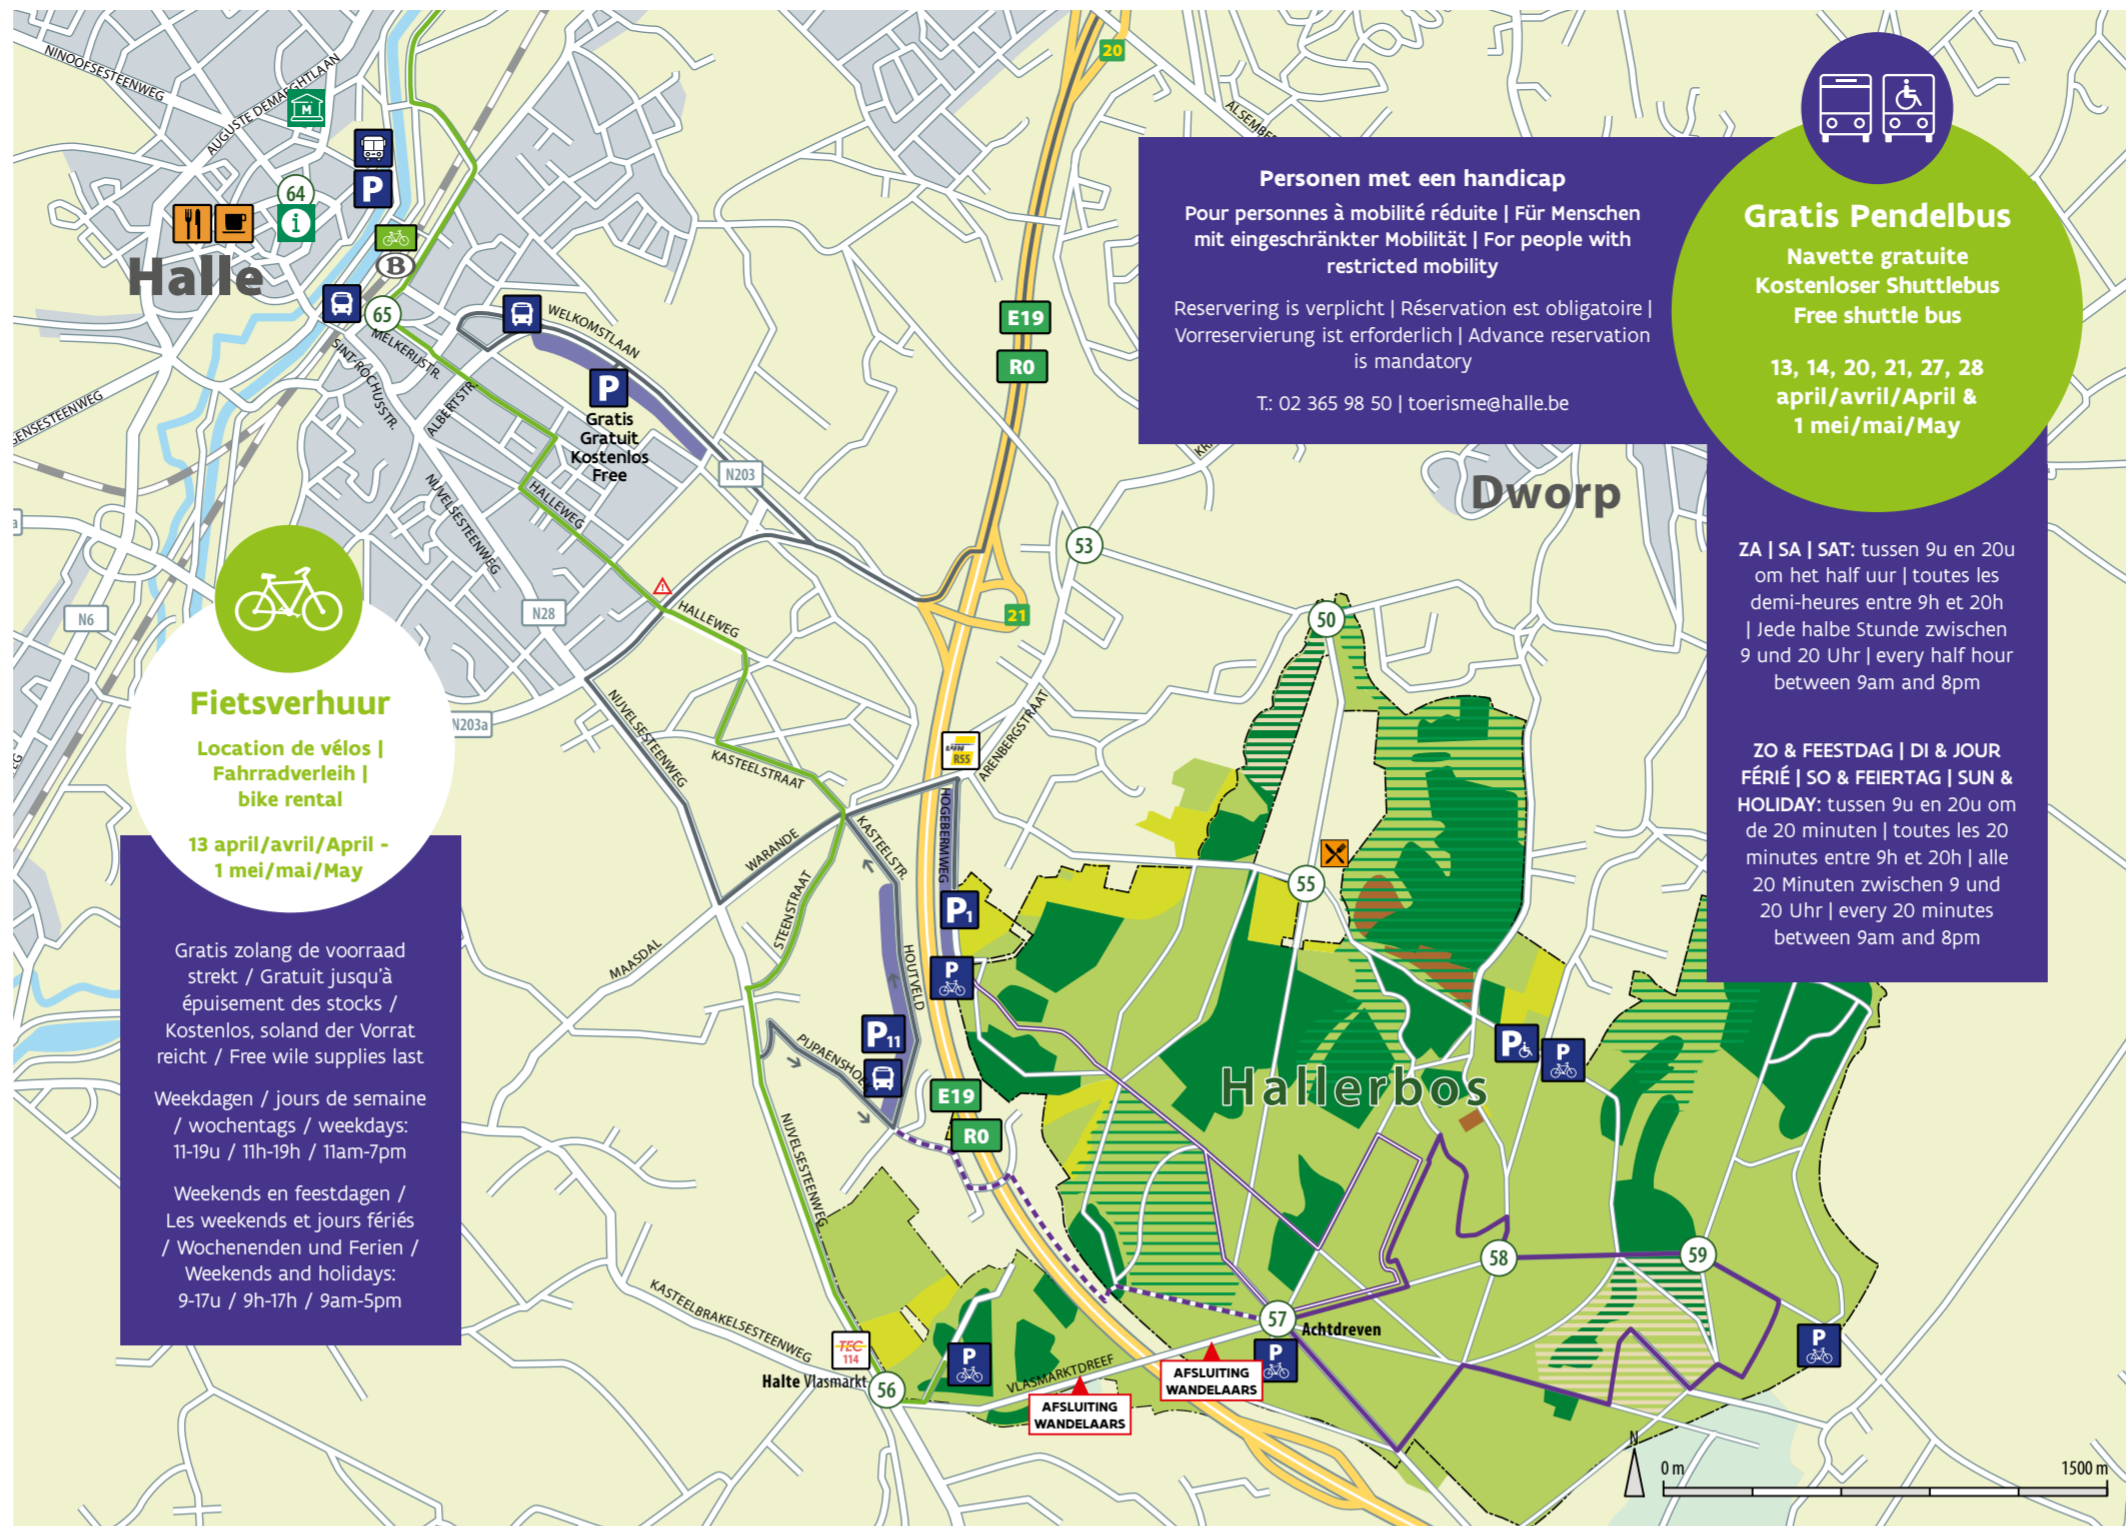 NINOOFSESTEENWEG
AUGUSTE DEMAEGHTLAAN
M
P
64
i
B
Halle
65
MELKERIJSTR.
SINT-ROCHUSSTR.
ALBERTSTR.
WELKOMSTLAAN
P
Gratis
Gratuit
Kostenlos
Free
N203
HALLEWEG
NIJVELSESTEENWEG
GENSESTEENWEG
N6
N28
N203a
HALLEWEG
NIJVELSESTEENWEG
KASTEELSTRAAT
20
E19
R0
53
21
50
R55
ARENBERGSTRAAT
HOGEBERMWEG
WARANDE
KASTEELSTR.
STEENSTRAAT
MAASDAL
HOUTVELD
P1
P
P11
PIJPAENSHOE
E19
R0
55
P
P
Hallerbos
NIJVELSESTEENWEG
KASTEELBRAKELSESTEENWEG
58
59
57
Achtdreven
P
P
P
TEC
114
Halte Vlasmarkt
56
VLASMARKTDREEF
AFSLUITING
WANDELAARS
AFSLUITING
WANDELAARS
N
0 m
1500 m
Dworp
Personen met een handicap
Pour personnes à mobilité réduite | Für Menschen
mit eingeschränkter Mobilität | For people with
restricted mobility
Reservering is verplicht | Réservation est obligatoire |
Vorreservierung ist erforderlich | Advance reservation
is mandatory
T.: 02 365 98 50 | toerisme@halle.be
Gratis Pendelbus
Navette gratuite
Kostenloser Shuttlebus
Free shuttle bus
13, 14, 20, 21, 27, 28
april/avril/April &
1 mei/mai/May
ZA | SA | SAT: tussen 9u en 20u
om het half uur | toutes les
demi-heures entre 9h et 20h
| Jede halbe Stunde zwischen
9 und 20 Uhr | every half hour
between 9am and 8pm
ZO & FEESTDAG | DI & JOUR
FÉRIÉ | SO & FEIERTAG | SUN &
HOLIDAY: tussen 9u en 20u om
de 20 minuten | toutes les 20
minutes entre 9h et 20h | alle
20 Minuten zwischen 9 und
20 Uhr | every 20 minutes
between 9am and 8pm
Fietsverhuur
Location de vélos |
Fahrradverleih |
bike rental
13 april/avril/April -
1 mei/mai/May
Gratis zolang de voorraad
strekt / Gratuit jusqu'à
épuisement des stocks /
Kostenlos, soland der Vorrat
reicht / Free wile supplies last
Weekdagen / jours de semaine
/ wochentags / weekdays:
11-19u / 11h-19h / 11am-7pm
Weekends en feestdagen /
Les weekends et jours fériés
/ Wochenenden und Ferien /
Weekends and holidays:
9-17u / 9h-17h / 9am-5pm